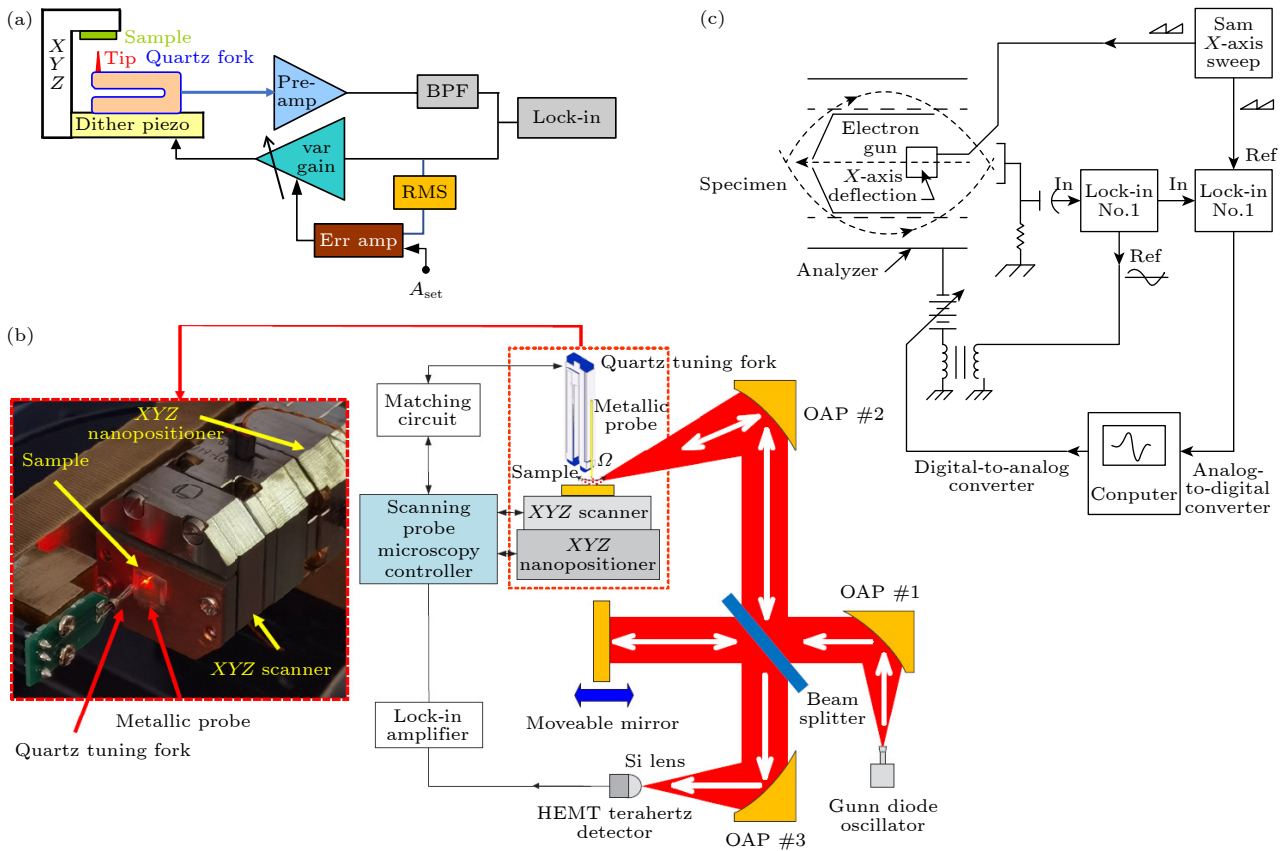 (a)
X
Y
Z
Sample
Tip
Quartz fork
Dither piezo
Pre-
amp
BPF
Lock-in
var
gain
RMS
Err amp
Aset
(b)
XYZ
nanopositioner
Sample
XYZ scanner
Metallic probe
Quartz tuning fork
Matching
circuit
Scanning
probe
microscopy
controller
Lock-in
amplifier
Quartz tuning fork
Metallic
probe
Ω
Sample
XYZ scanner
XYZ
nanopositioner
OAP #2
OAP #1
Beam
splitter
Moveable mirror
Si lens
HEMT terahertz
detector
OAP #3
Gunn diode
oscillator
(c)
Sam
X-axis
sweep
Electron
gun
X-axis
deflection
Specimen
Analyzer
In
Lock-in
No.1
In
Ref
Lock-in
No.1
Ref
Digital-to-analog
converter
Conputer
Analog-
to-digital
converter